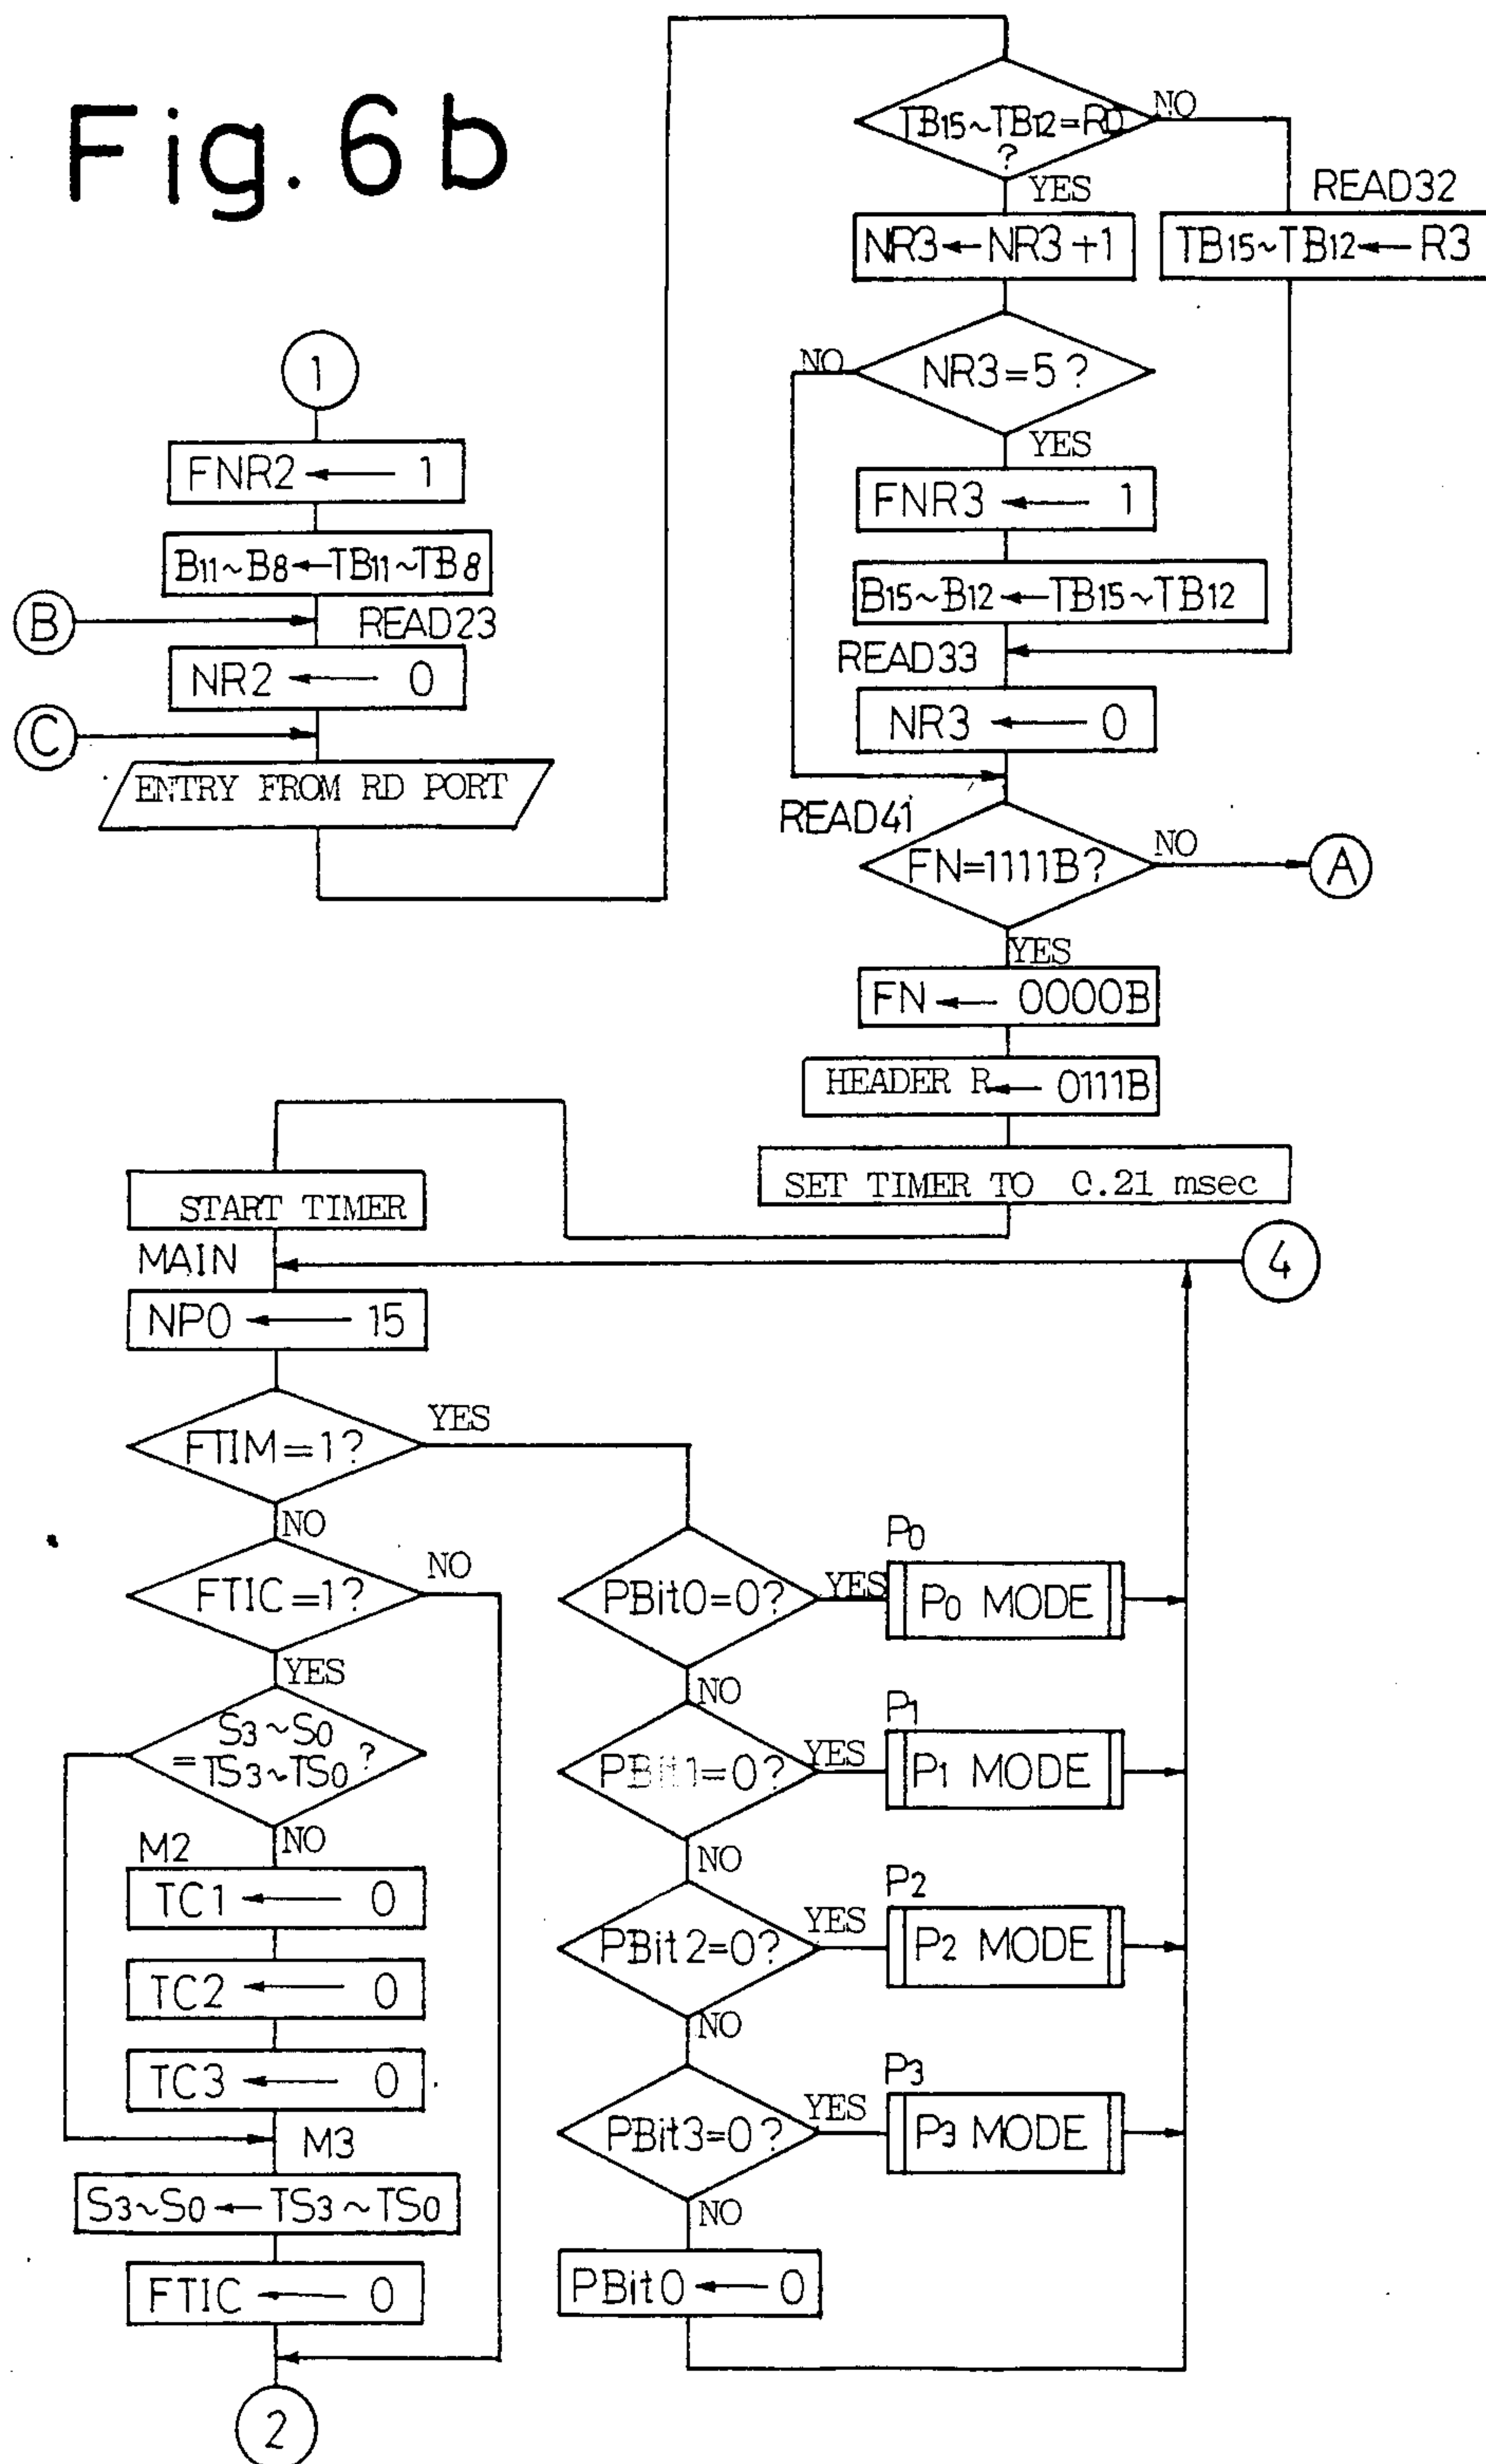 Fig. 6b
1
FNR2 ← 1
B11~B8←TB11~TB8
B
READ23
NR2 ← 0
C
ENTRY FROM RD PORT
TB15~TB12=RD
?
NO
YES
READ32
NR3←NR3+1
TB15~TB12←R3
NR3=5?
NO
YES
FNR3 ← 1
B15~B12←TB15~TB12
READ33
NR3 ← 0
READ41
FN=1111B?
NO
A
YES
FN ← 0000B
HEADER R← 0111B
SET TIMER TO 0.21 msec
START TIMER
MAIN
4
NP0 ← 15
FTIM=1?
YES
NO
FTIC=1?
NO
YES
S3~S0
=TS3~TS0?
NO
M2
TC1 ← 0
TC2 ← 0
TC3 ← 0
M3
S3~S0←TS3~TS0
FTIC ← 0
2
PBit0=0?
YES
P0
P0 MODE
NO
PBit1=0?
YES
P1
P1 MODE
NO
PBit2=0?
YES
P2
P2 MODE
NO
PBit3=0?
YES
P3
P3 MODE
NO
PBit0 ← 0